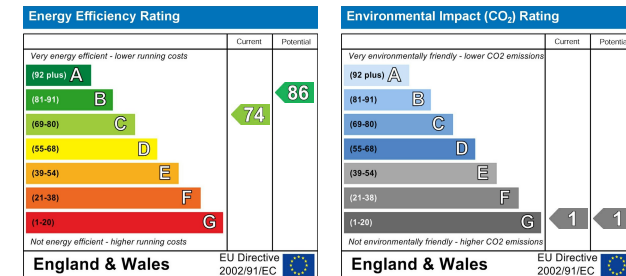 Energy Efficiency Rating
Current Potential
Very energy efficient - lower running costs
(92 plus) A
(81-91) B
(69-80) C
(55-68) D
(39-54) E
(21-38) F
(1-20) G
74
86
Not energy efficient - higher running costs
England & Wales
EU Directive
2002/91/EC
Environmental Impact (CO₂) Rating
Current Potential
Very environmentally friendly - lower CO2 emissions
(92 plus) A
(81-91) B
(69-80) C
(55-68) D
(39-54) E
(21-38) F
(1-20) G
1
1
Not environmentally friendly - higher CO2 emissions
England & Wales
EU Directive
2002/91/EC